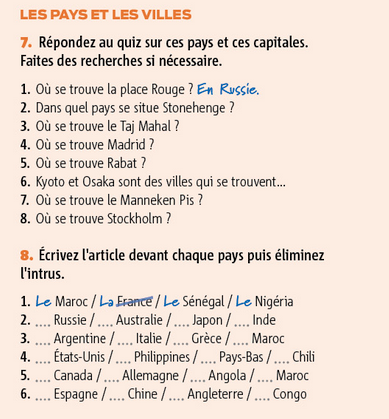 LES PAYS ET LES VILLES
7. Répondez au quiz sur ces pays et ces capitales.
Faites des recherches si nécessaire.
1. Où se trouve la place Rouge ? En Russie.
2. Dans quel pays se situe Stonehenge ?
3. Où se trouve le Taj Mahal ?
4. Où se trouve Madrid ?
5. Où se trouve Rabat ?
6. Kyoto et Osaka sont des villes qui se trouvent...
7. Où se trouve le Manneken Pis ?
8. Où se trouve Stockholm ?
8. Écrivez l'article devant chaque pays puis éliminez
l'intrus.
1. Le Maroc / La France / Le Sénégal / Le Nigéria
2. .... Russie / .... Australie / .... Japon / .... Inde
3. .... Argentine / .... Italie / .... Grèce / .... Maroc
4. .... États-Unis / .... Philippines / .... Pays-Bas / .... Chili
5. .... Canada / .... Allemagne / .... Angola / .... Maroc
6. .... Espagne / .... Chine / .... Angleterre / .... Congo